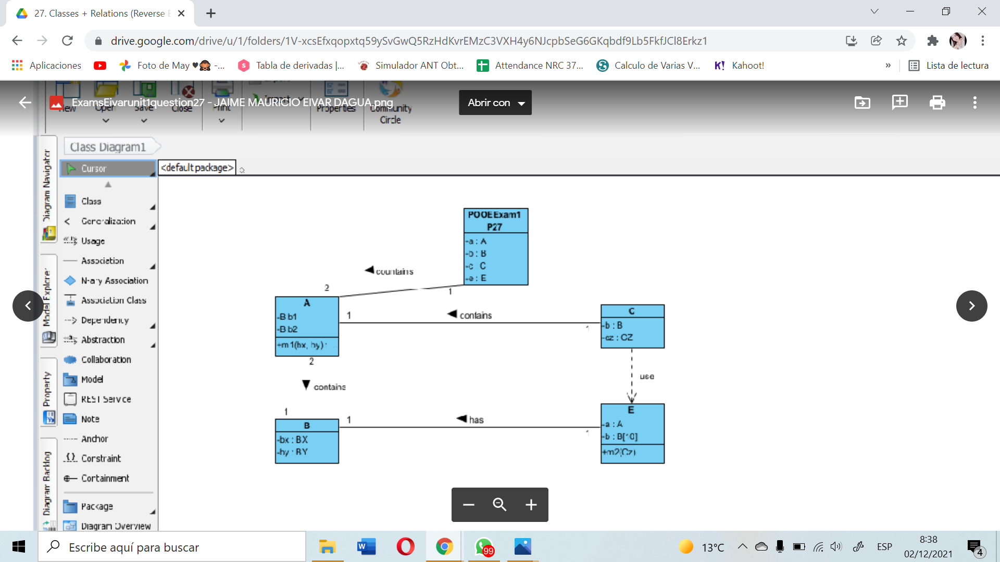 27. Classes + Relations (Reverse E
drive.google.com/drive/u/1/folders/1V-xcsEfxqopxtq59ySvGwQ5RzHdKvrEMzC3VXH4y6NJcpbSeG6GKqbdf9Lb5FkfJCl8Erkz1
Aplicaciones Foto de May ♥🙈 -... Tabla de derivadas |... Simulador ANT Obt... Attendance NRC 37... Calculo de Varias V... Kahoot! » Lista de lectura
ExamsEivarunit1question27 - JAIME MAURICIO EIVAR DAGUA.png Abrir con
New Open Save Close Print Properties Community
Circle
Class Diagram1
Diagram Navigator
Model Explorer
Property
Diagram Backlog
Cursor
Class
Generalization
Usage
Association
N-ary Association
Association Class
Dependency
Abstraction
Collaboration
Model
REST Service
Note
Anchor
Constraint
Containment
Package
Diagram Overview
<default package>
POOEExam1
P27
-a : A
-b : B
-c : C
-e : E
countains
2
1
A
-B b1
-B b2
+m1(bx, by) :
1
contains
1
C
-b : B
-cz : CZ
2
contains
1
use
B
-bx : BX
-by : BY
1
has
1
E
-a : A
-b : B[10]
+m2(Cz)
Escribe aquí para buscar
99
13°C
ESP
8:38
02/12/2021
4